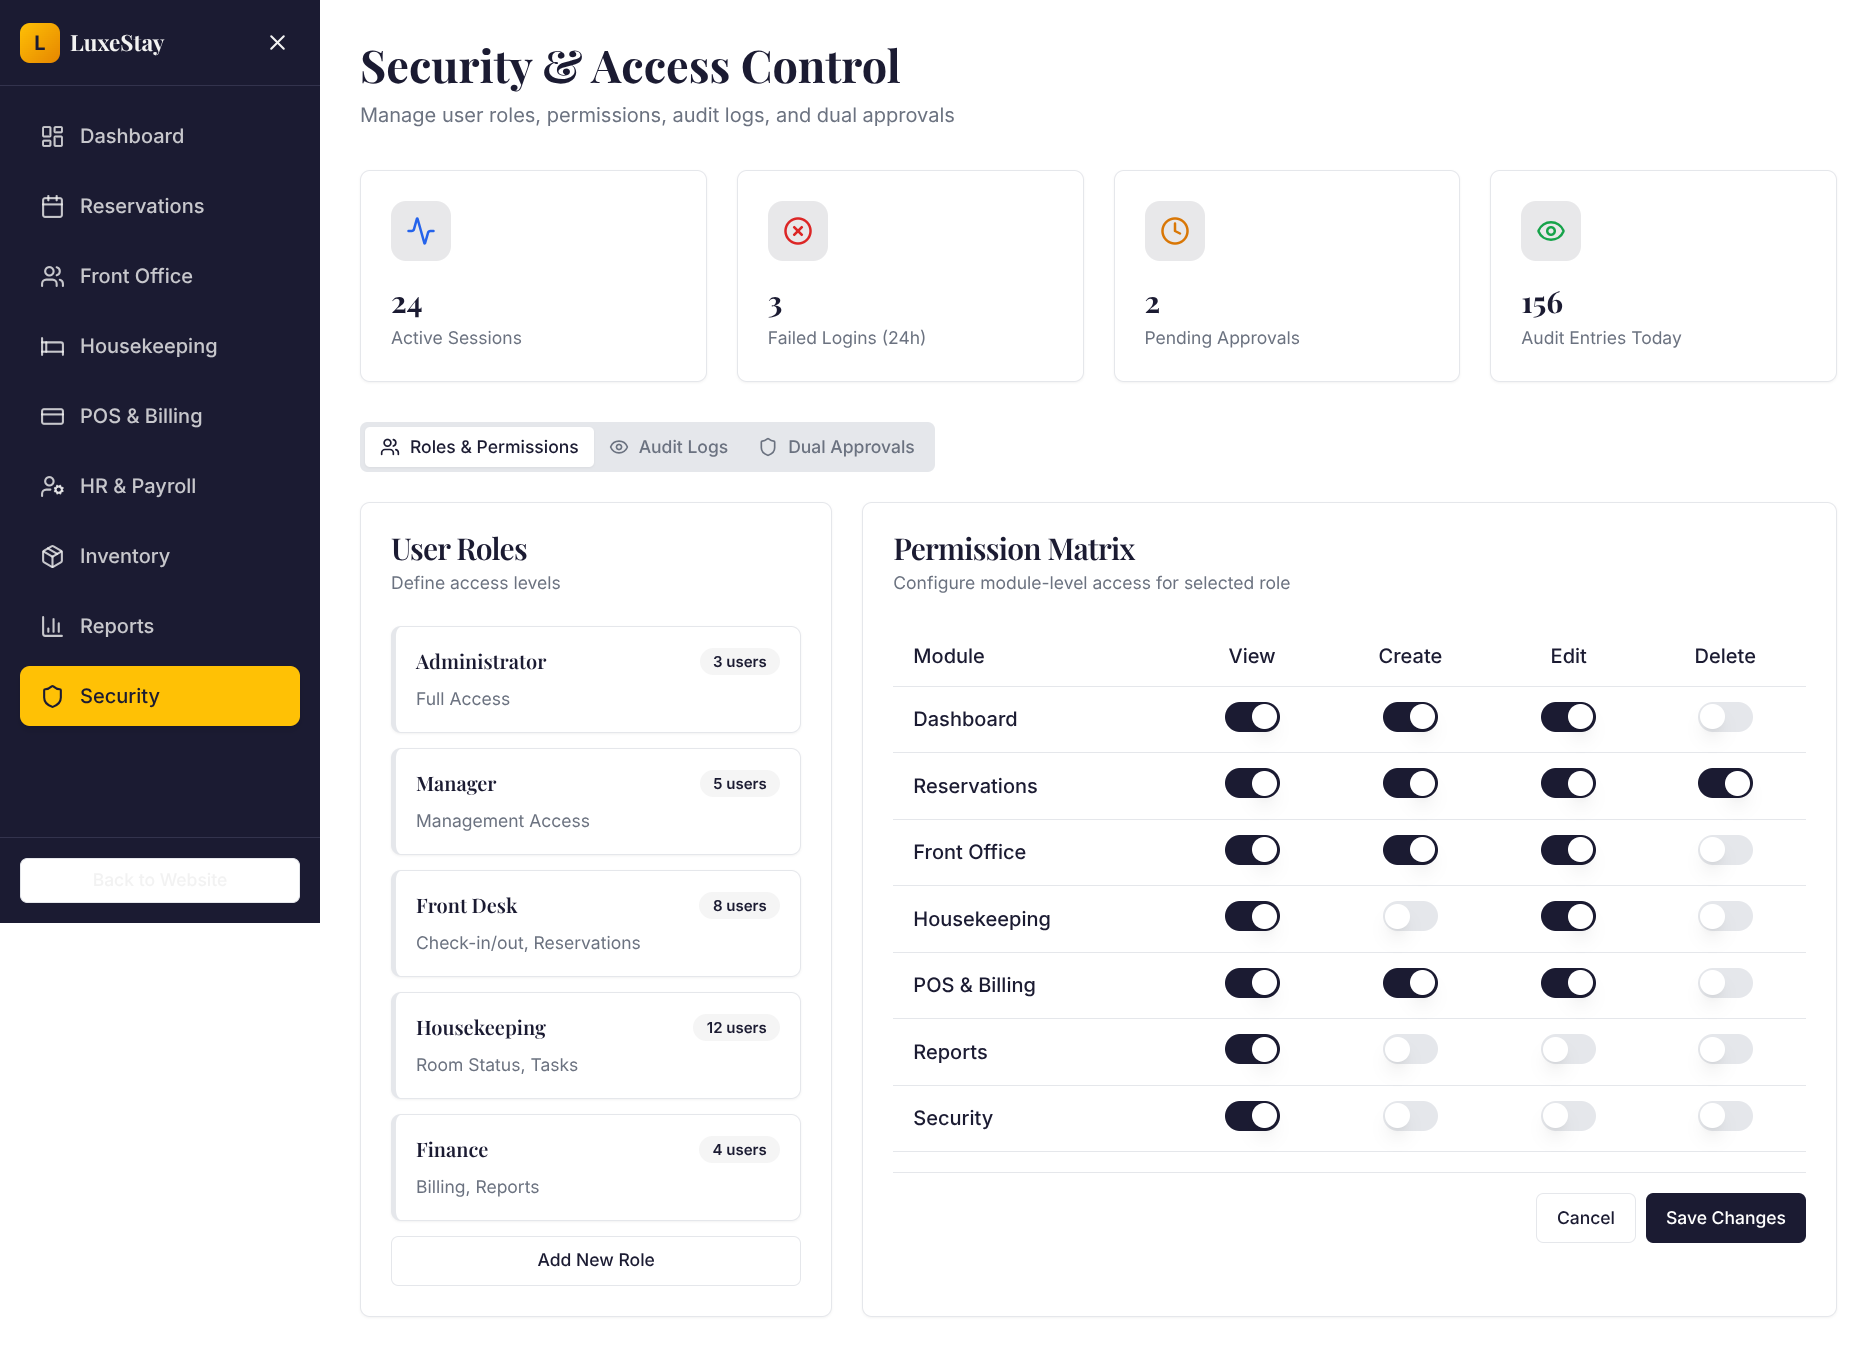 L LuxeStay
Dashboard
Reservations
Front Office
Housekeeping
POS & Billing
HR & Payroll
Inventory
Reports
Security
Back to Website
Security & Access Control
Manage user roles, permissions, audit logs, and dual approvals
24
Active Sessions
3
Failed Logins (24h)
2
Pending Approvals
156
Audit Entries Today
Roles & Permissions Audit Logs Dual Approvals
User Roles
Define access levels
Administrator 3 users
Full Access
Manager 5 users
Management Access
Front Desk 8 users
Check-in/out, Reservations
Housekeeping 12 users
Room Status, Tasks
Finance 4 users
Billing, Reports
Add New Role
Permission Matrix
Configure module-level access for selected role
Module View Create Edit Delete
Dashboard
Reservations
Front Office
Housekeeping
POS & Billing
Reports
Security
Cancel Save Changes